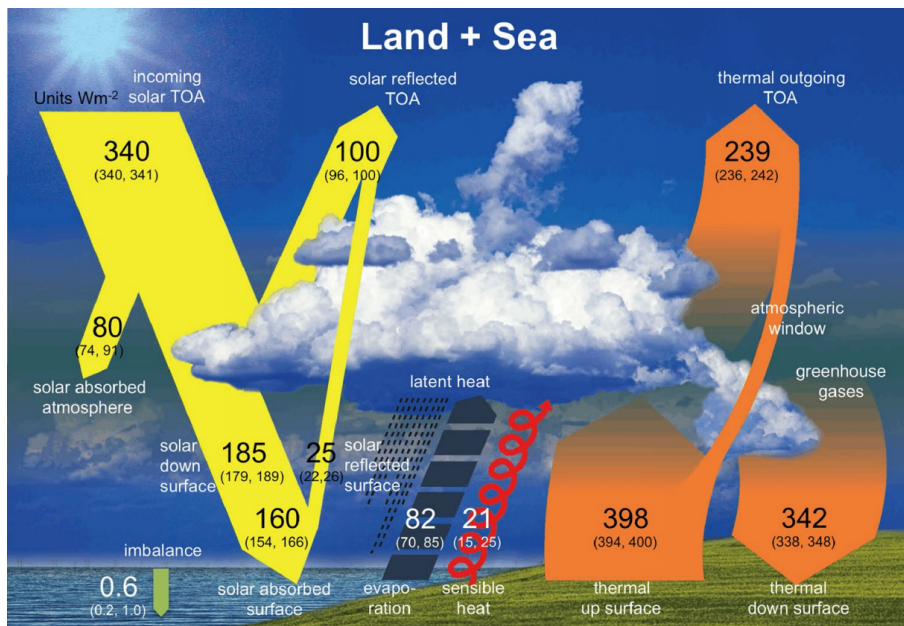 Land + Sea
Units Wm-2
incoming
solar TOA
solar reflected
TOA
thermal outgoing
TOA
340
(340, 341)
100
(96, 100)
239
(236, 242)
80
(74, 91)
solar absorbed
atmosphere
atmospheric
window
latent heat
greenhouse
gases
solar
down
surface
185
(179, 189)
25
(22,26)
solar
reflected
surface
160
(154, 166)
82
(70, 85)
21
(15, 25)
398
(394, 400)
342
(338, 348)
imbalance
0.6
(0.2, 1.0)
solar absorbed
surface
evapo-
ration
sensible
heat
thermal
up surface
thermal
down surface